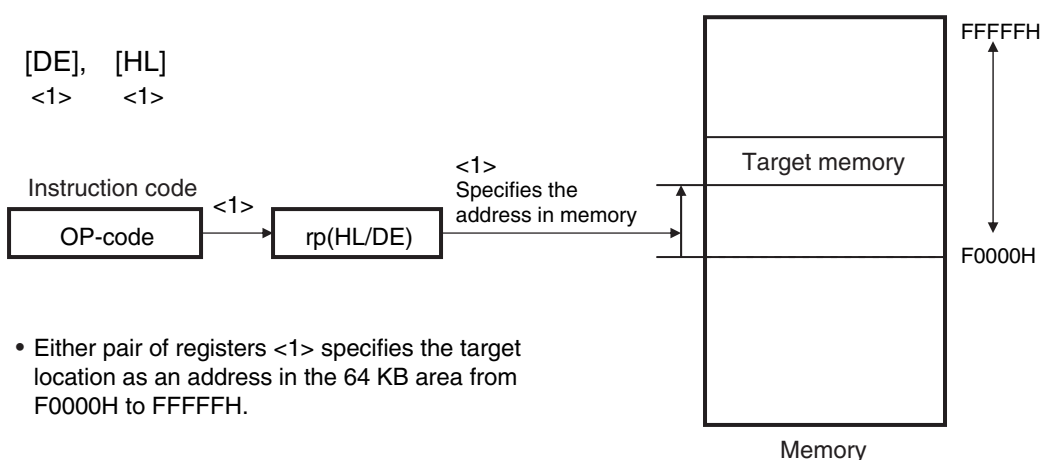 [DE], [HL]
<1> <1>
Instruction code
OP-code
<1>
rp(HL/DE)
<1>
Specifies the
address in memory
Target memory
FFFFFH
F0000H
Memory
• Either pair of registers <1> specifies the target
location as an address in the 64 KB area from
F0000H to FFFFFH.